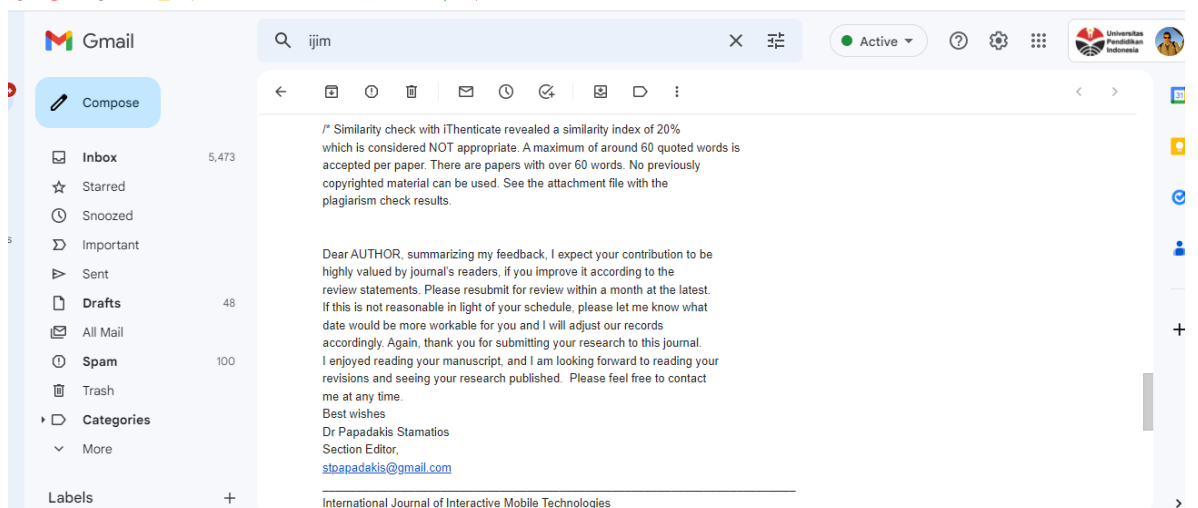 Gmail
ijim
Active
Universitas
Pendidikan
Indonesia
Compose
31
Inbox 5,473
Starred
Snoozed
Important
Sent
Drafts 48
All Mail
Spam 100
Trash
Categories
More
Labels
/* Similarity check with iThenticate revealed a similarity index of 20%
which is considered NOT appropriate. A maximum of around 60 quoted words is
accepted per paper. There are papers with over 60 words. No previously
copyrighted material can be used. See the attachment file with the
plagiarism check results.
Dear AUTHOR, summarizing my feedback, I expect your contribution to be
highly valued by journal's readers, if you improve it according to the
review statements. Please resubmit for review within a month at the latest.
If this is not reasonable in light of your schedule, please let me know what
date would be more workable for you and I will adjust our records
accordingly. Again, thank you for submitting your research to this journal.
I enjoyed reading your manuscript, and I am looking forward to reading your
revisions and seeing your research published. Please feel free to contact
me at any time.
Best wishes
Dr Papadakis Stamatios
Section Editor,
stpapadakis@gmail.com
International Journal of Interactive Mobile Technologies